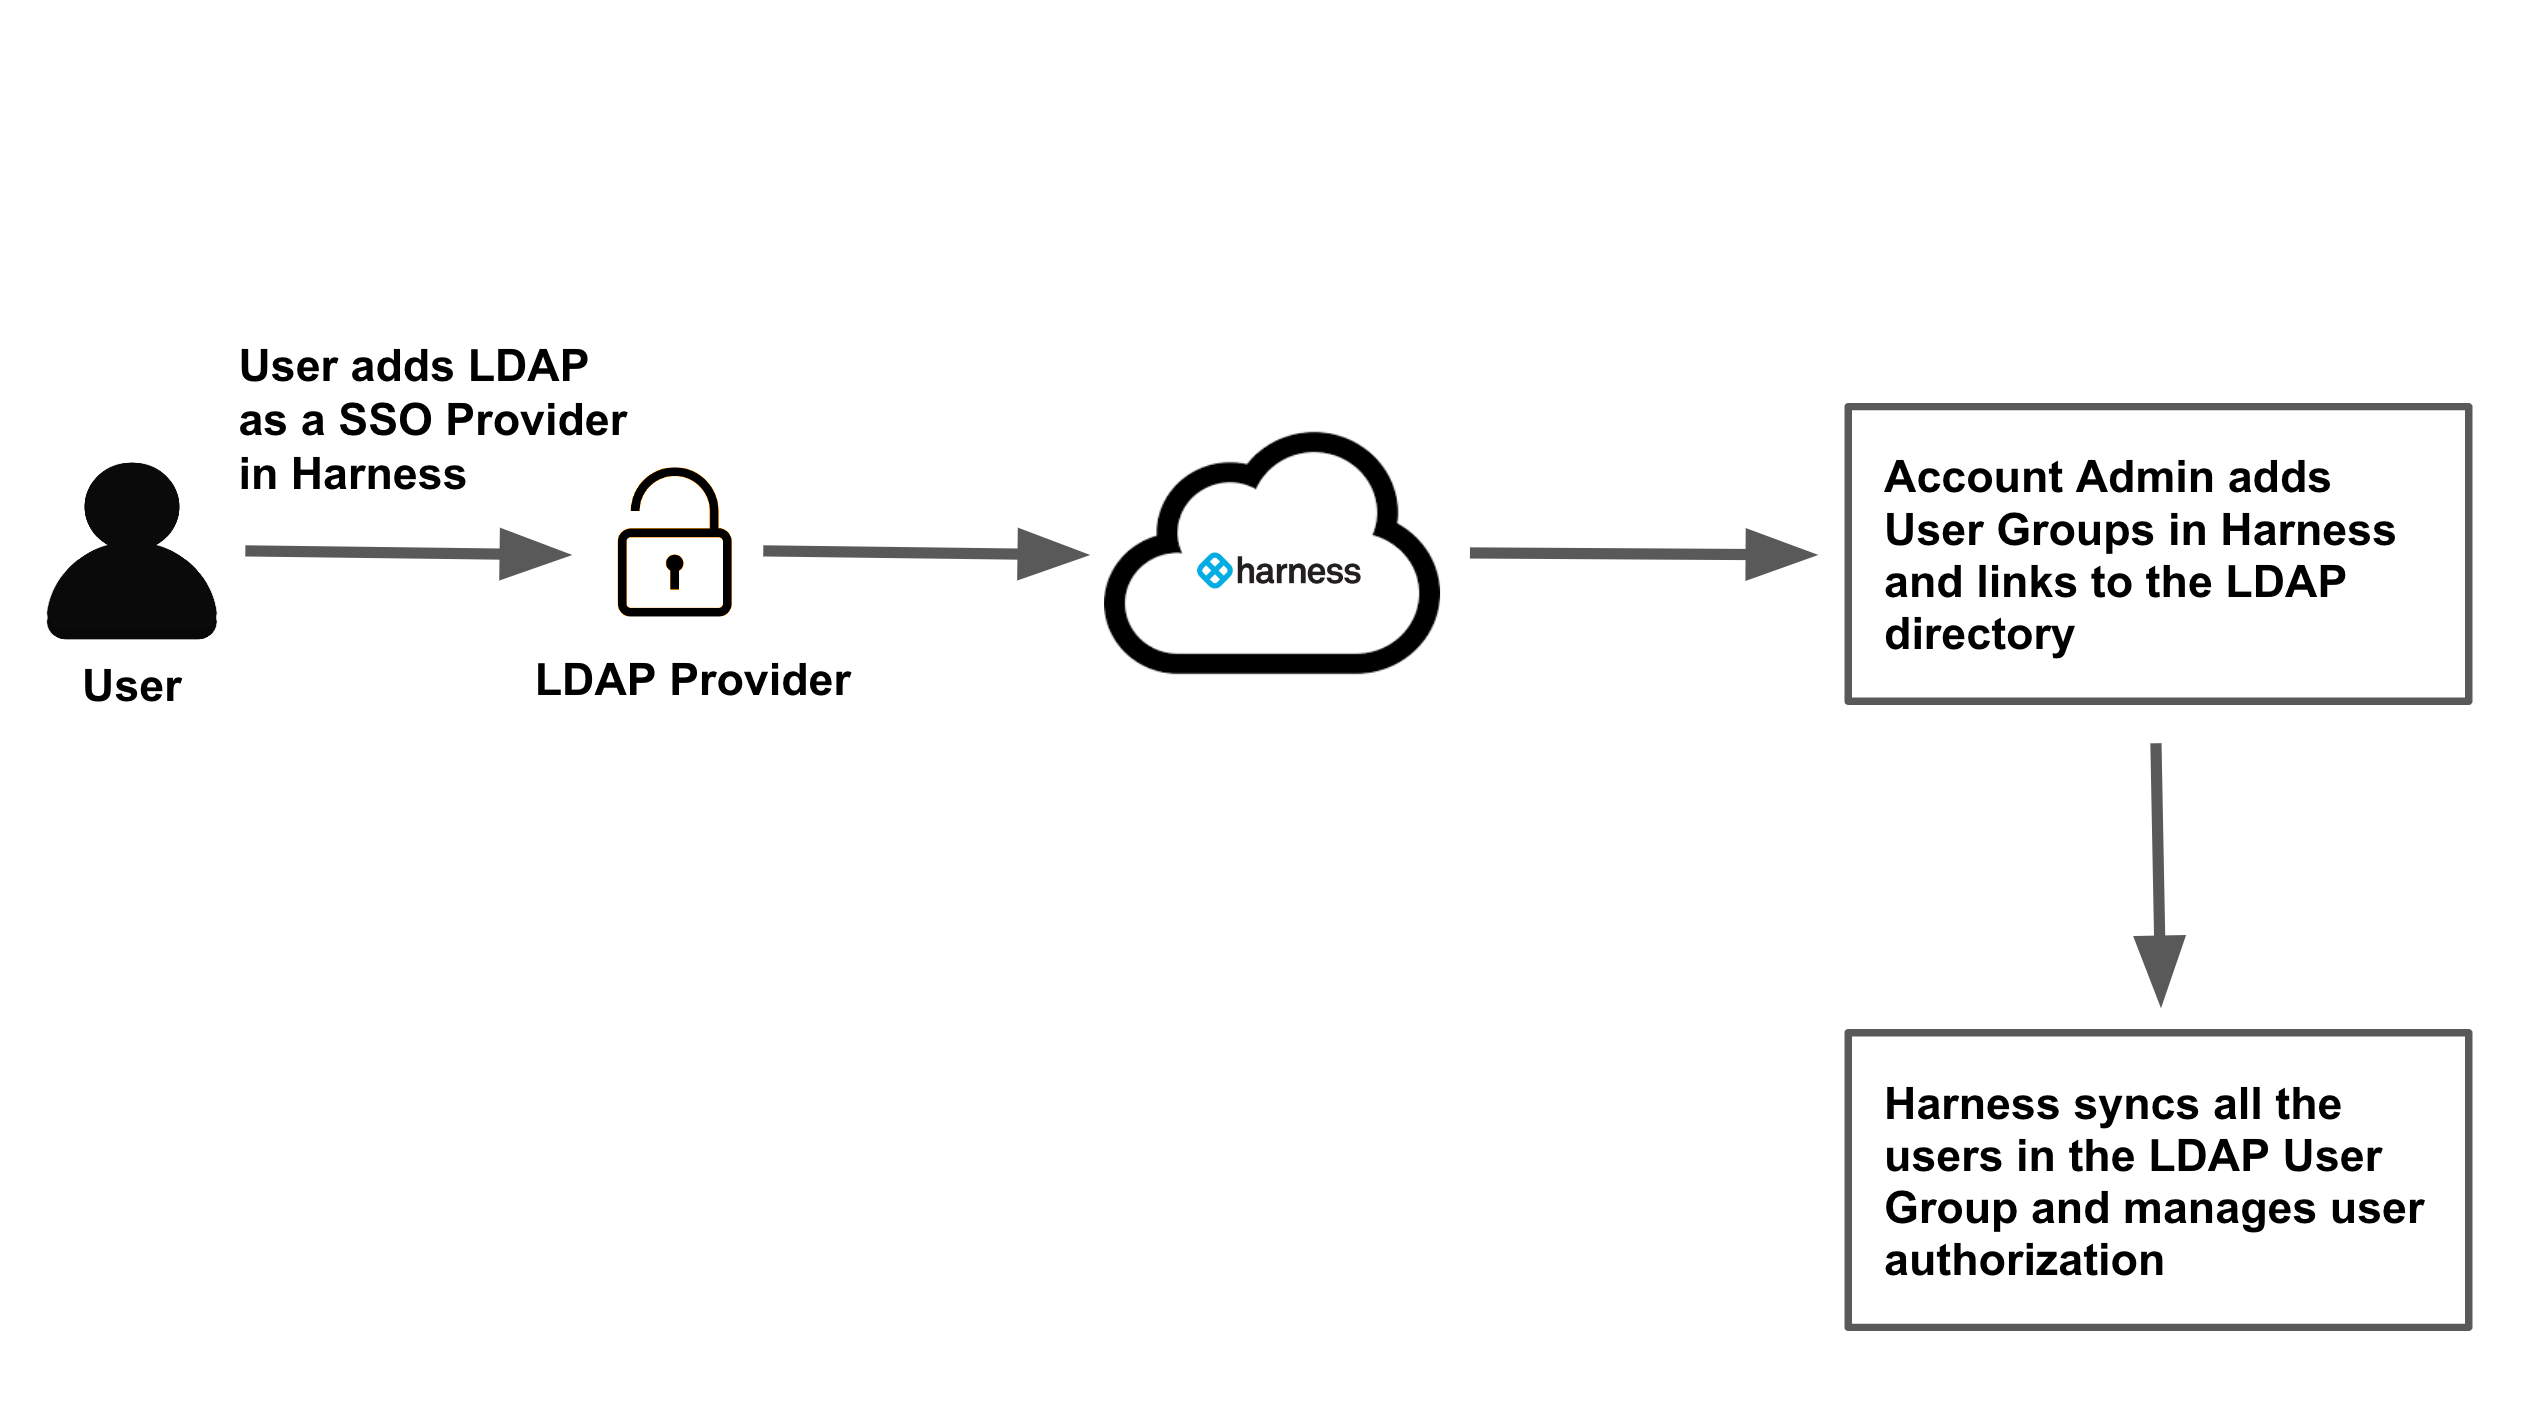 User adds LDAP
as a SSO Provider
in Harness
User
LDAP Provider
harness
Account Admin adds
User Groups in Harness
and links to the LDAP
directory
Harness syncs all the
users in the LDAP User
Group and manages user
authorization